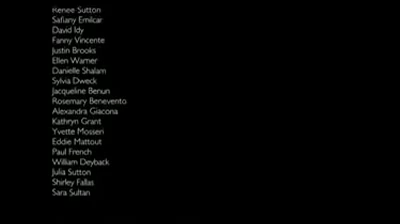 Renee Sutton
Safiany Emilcar
David Idy
Fanny Vincente
Justin Brooks
Ellen Warner
Danielle Shalam
Sylvia Dweck
Jacqueline Benun
Rosemary Benevento
Alexandra Giacona
Kathryn Grant
Yvette Mosseri
Eddie Mattout
Paul French
William Deyback
Julia Sutton
Shirley Fallas
Sara Sultan